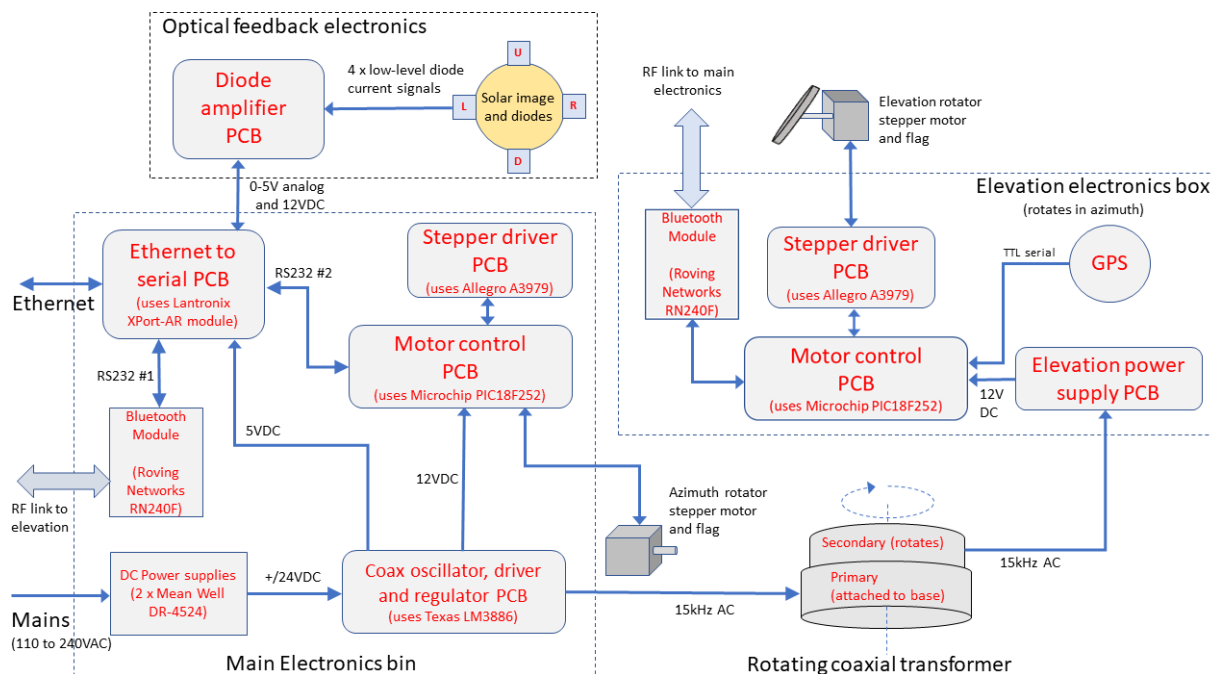 Optical feedback electronics
Diode
amplifier
PCB
4 x low-level diode
current signals
U
L
R
D
Solar image
and diodes
0-5V analog
and 12VDC
RF link to main
electronics
Elevation rotator
stepper motor
and flag
Elevation electronics box
(rotates in azimuth)
Bluetooth
Module
(Roving
Networks
RN240F)
Stepper driver
PCB
(uses Allegro A3979)
TTL serial
GPS
Motor control
PCB
(uses Microchip PIC18F252)
12V
DC
Elevation power
supply PCB
Ethernet
Ethernet to
serial PCB
(uses Lantronix
XPort-AR module)
RS232 #2
Stepper driver
PCB
(uses Allegro A3979)
Motor control
PCB
(uses Microchip PIC18F252)
RS232 #1
Bluetooth
Module
(Roving
Networks
RN240F)
RF link to
elevation
5VDC
12VDC
Azimuth rotator
stepper motor
and flag
Mains
(110 to 240VAC)
DC Power supplies
(2 x Mean Well
DR-4524)
+/24VDC
Coax oscillator, driver
and regulator PCB
(uses Texas LM3886)
15kHz AC
Secondary (rotates)
Primary
(attached to base)
15kHz AC
Main Electronics bin
Rotating coaxial transformer